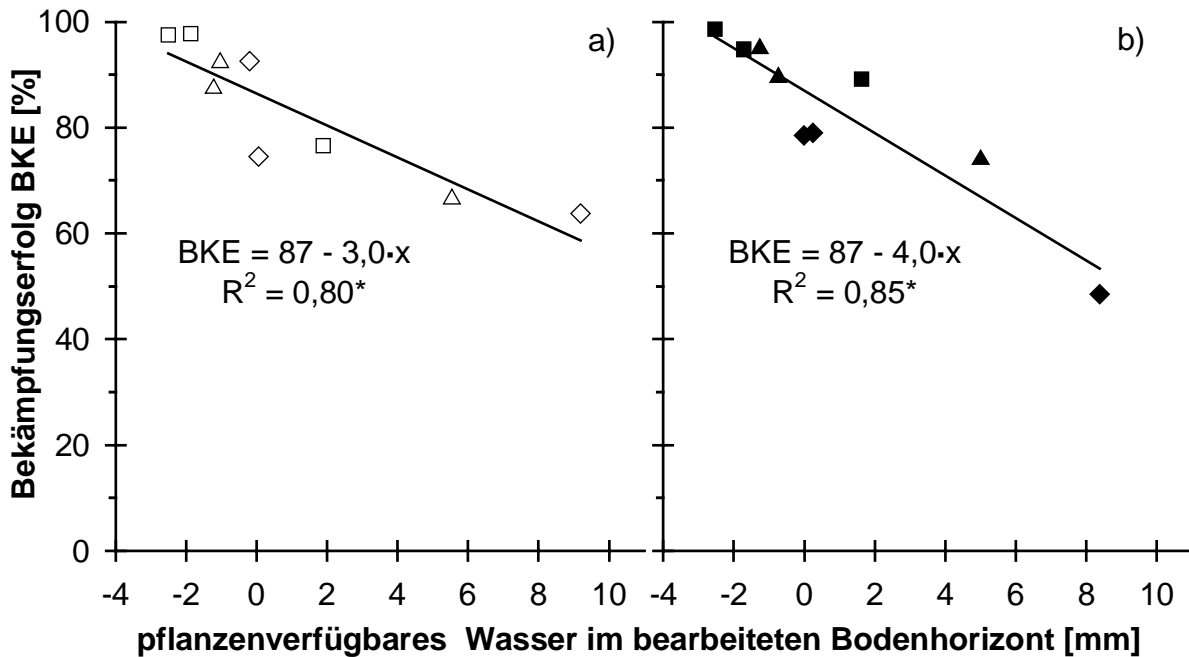 Bekämpfungserfolg BKE [%]
100
80
60
40
20
0
a)
BKE = 87 - 3,0·x
R² = 0,80*
-4 -2 0 2 4 6 8 10
b)
BKE = 87 - 4,0·x
R² = 0,85*
-4 -2 0 2 4 6 8 10
pflanzenverfügbares Wasser im bearbeiteten Bodenhorizont [mm]